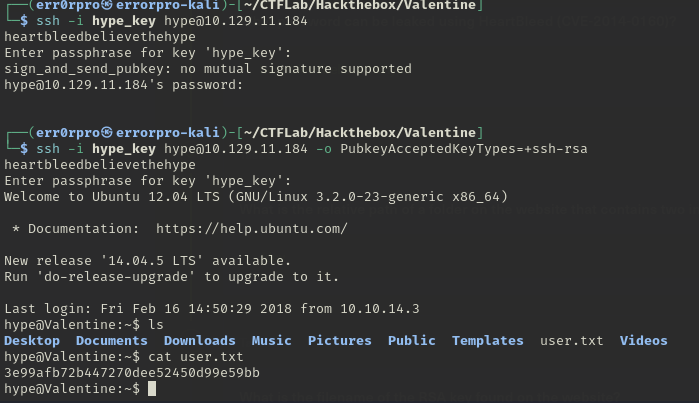 ┌──(err0rpro㉿errorpro-kali)-[~/CTFLab/Hackthebox/Valentine]
└─$ ssh -i hype_key hype@10.129.11.184
heartbleedbelievethehype
Enter passphrase for key 'hype_key':
sign_and_send_pubkey: no mutual signature supported
hype@10.129.11.184's password:
┌──(err0rpro㉿errorpro-kali)-[~/CTFLab/Hackthebox/Valentine]
└─$ ssh -i hype_key hype@10.129.11.184 -o PubkeyAcceptedKeyTypes=+ssh-rsa
heartbleedbelievethehype
Enter passphrase for key 'hype_key':
Welcome to Ubuntu 12.04 LTS (GNU/Linux 3.2.0-23-generic x86_64)
* Documentation:  https://help.ubuntu.com/
New release '14.04.5 LTS' available.
Run 'do-release-upgrade' to upgrade to it.
Last login: Fri Feb 16 14:50:29 2018 from 10.10.14.3
hype@Valentine:~$ ls
Desktop  Documents  Downloads  Music  Pictures  Public  Templates  user.txt  Videos
hype@Valentine:~$ cat user.txt
3e99afb72b447270dee52450d99e59bb
hype@Valentine:~$